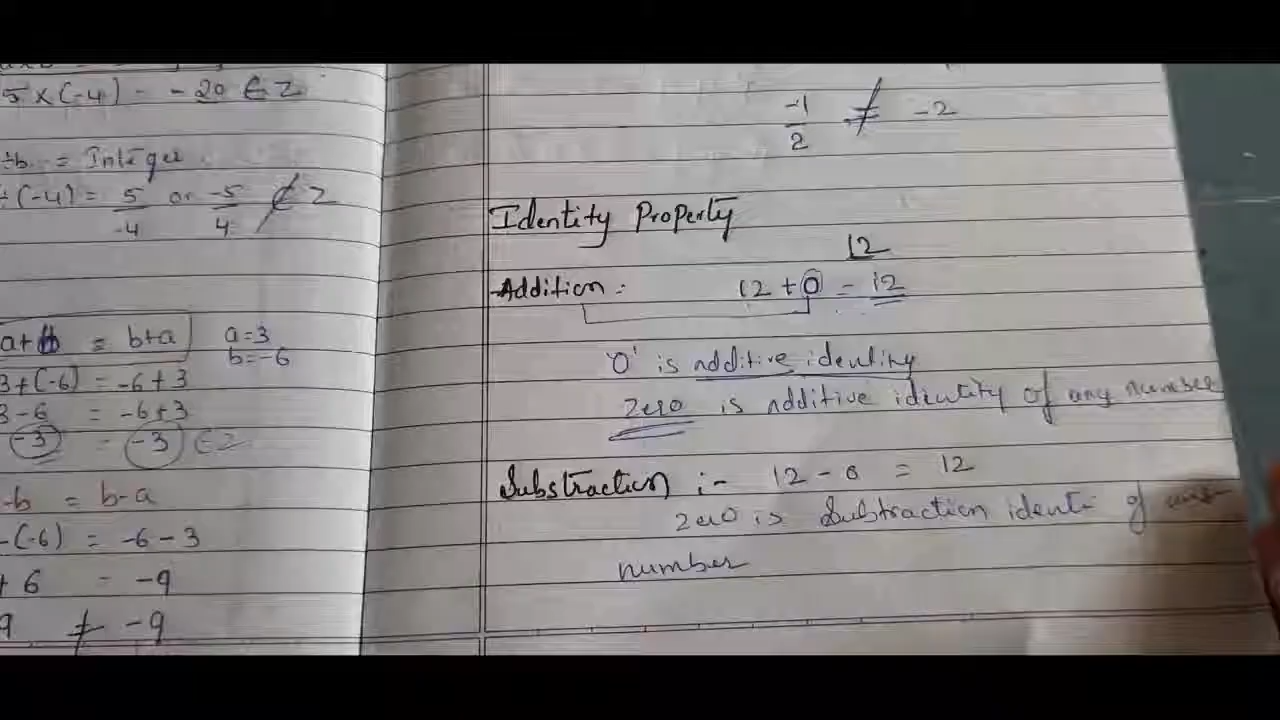 5 x (-4) - - 20 ∈ Z
÷b = Integer
÷ (-4) = 5/-4 or -5/4 ∉ Z
a+b = b+a a=3
b=-6
3+(-6) = -6+3
3-6 = -6+3
-3 = -3 ∈ Z
-b = b-a
-(-6) = -6-3
+ 6 = -9
9 ≠ -9
-1/2 ≠ -2
Identity Property
12
Addition: 12+0 = 12
'0' is additive identity
Zero is additive identity of any number
Substraction :- 12-0 = 12
Zero is Subtraction identi of
number